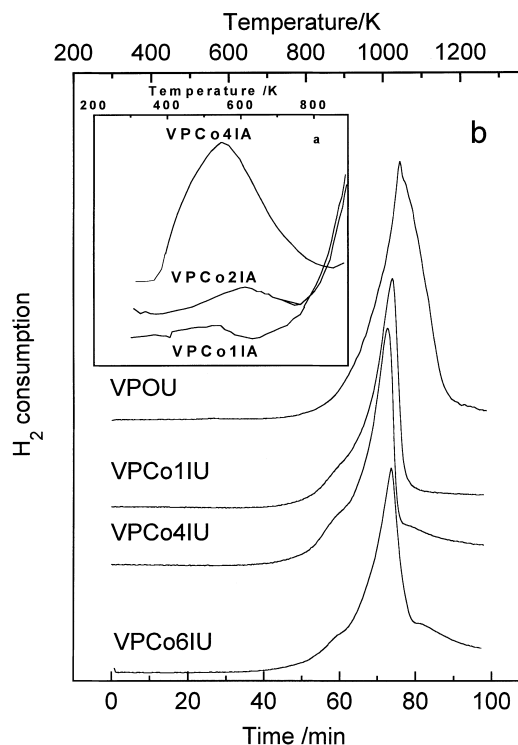 Temperature/K
200 400 600 800 1000 1200
Temperature /K
200 400 600 800
VPCo4IA
a
b
VPCo2IA
VPCo1IA
VPOU
VPCo1IU
VPCo4IU
VPCo6IU
H2 consumption
0 20 40 60 80 100
Time /min